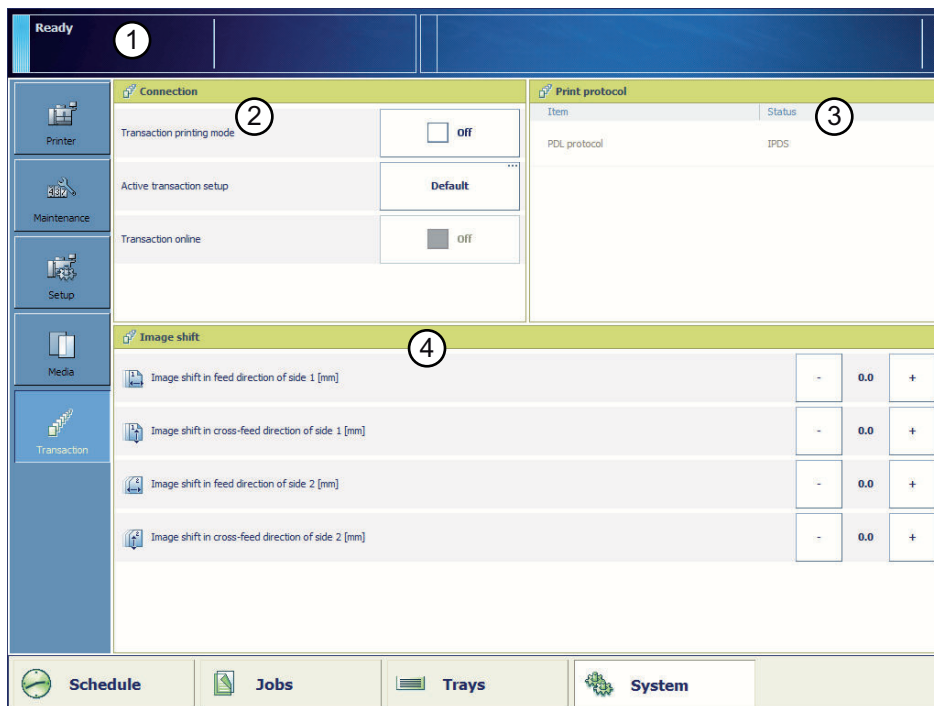 Ready
1
Printer
Maintenance
Setup
Media
Transaction
Connection
2
Transaction printing mode
Off
Active transaction setup
...
Default
Transaction online
Off
Print protocol
3
Item Status
PDL protocol IPDS
Image shift
4
1 Image shift in feed direction of side 1 [mm] - 0.0 +
1 Image shift in cross-feed direction of side 1 [mm] - 0.0 +
2 Image shift in feed direction of side 2 [mm] - 0.0 +
2 Image shift in cross-feed direction of side 2 [mm] - 0.0 +
Schedule Jobs Trays System